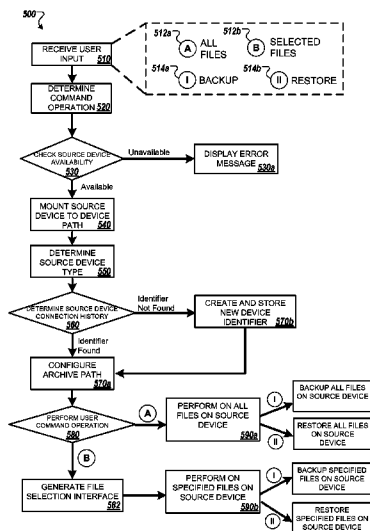 500
RECEIVE USER
INPUT 510
512a
A ALL
FILES
512b
B SELECTED
FILES
514a
I BACKUP
514b
II RESTORE
DETERMINE
COMMAND
OPERATION
520
CHECK SOURCE DEVICE
AVAILABILITY
530
Unavailable
DISPLAY ERROR
MESSAGE 530a
Available
MOUNT SOURCE
DEVICE TO DEVICE
PATH 540
DETERMINE
SOURCE DEVICE
TYPE 550
DETERMINE SOURCE DEVICE
CONNECTION HISTORY
560
Identifier
Not Found
CREATE AND STORE
NEW DEVICE
IDENTIFIER 570b
Identifier
Found
CONFIGURE
ARCHIVE PATH
570a
PERFORM USER
COMMAND OPERATION
580
A
PERFORM ON ALL
FILES ON SOURCE
DEVICE 590a
I
BACKUP ALL FILES
ON SOURCE DEVICE
II
RESTORE ALL FILES
ON SOURCE
DEVICE
B
GENERATE FILE
SELECTION INTERFACE
582
PERFORM ON
SPECIFIED FILES ON
SOURCE DEVICE
590b
I
BACKUP SPECIFIED
FILES ON SOURCE
DEVICE
II
RESTORE
SPECIFIED FILES ON
SOURCE DEVICE